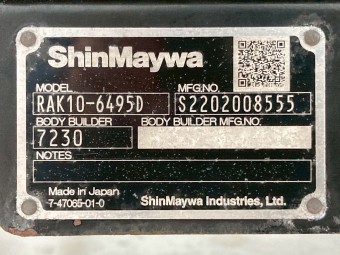 ShinMaywa
MODEL MFG.NO.
RAK10-6495D S2202008555
BODY BUILDER BODY BUILDER MFG.NO.
7230
NOTES
Made in Japan
7-47065-01-0 ShinMaywa Industries, Ltd.